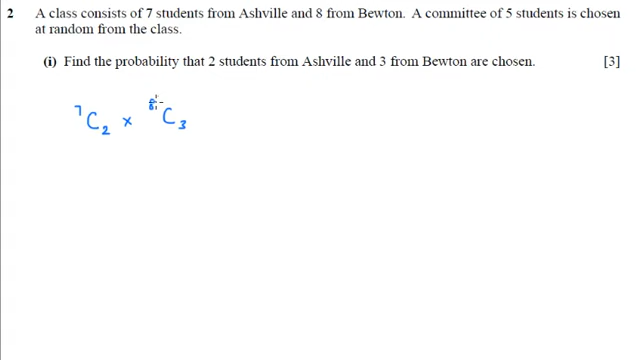 2 A class consists of 7 students from Ashville and 8 from Bewton. A committee of 5 students is chosen
at random from the class.
(i) Find the probability that 2 students from Ashville and 3 from Bewton are chosen. [3]
⁷C₂ × ⁸C₃